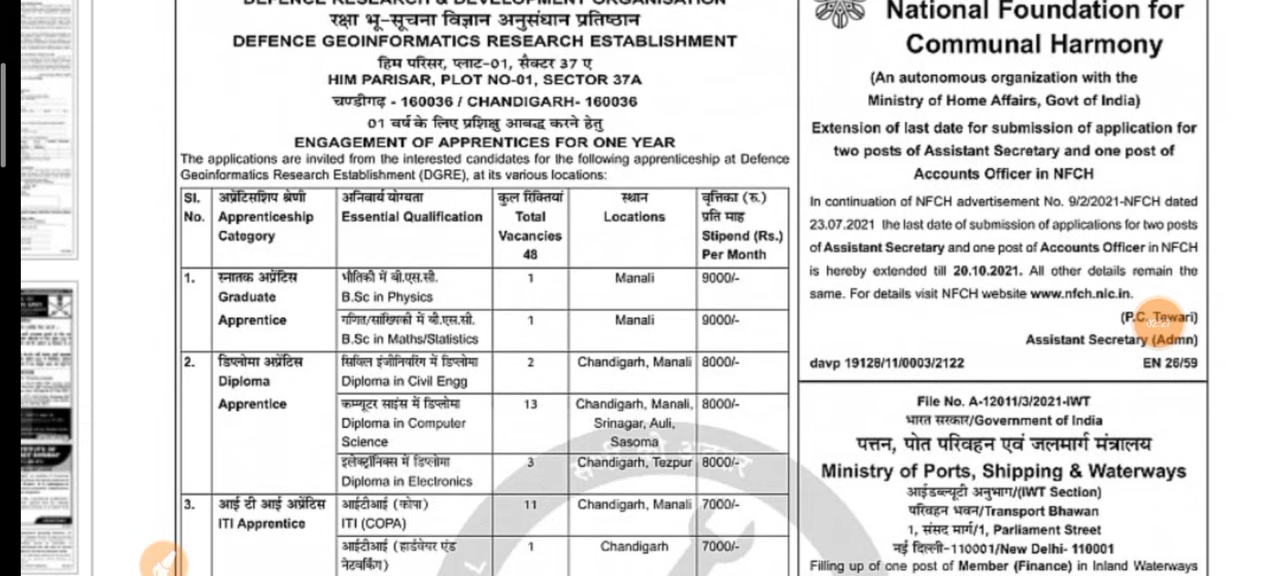 DEFENCE RESEARCH & DEVELOPMENT ORGANISATION
रक्षा भू-सूचना विज्ञान अनुसंधान प्रतिष्ठान
DEFENCE GEOINFORMATICS RESEARCH ESTABLISHMENT
हिम परिसर, प्लाट-01, सैक्टर 37 ए
HIM PARISAR, PLOT NO-01, SECTOR 37A
चण्डीगढ़ - 160036 / CHANDIGARH- 160036
01 वर्ष के लिए प्रशिक्षु आबद्ध करने हेतु
ENGAGEMENT OF APPRENTICES FOR ONE YEAR
The applications are invited from the interested candidates for the following apprenticeship at Defence
Geoinformatics Research Establishment (DGRE), at its various locations:
Sl. No. अप्रेंटिसशिप श्रेणी Apprenticeship Category अनिवार्य योग्यता Essential Qualification कुल रिक्तियां Total Vacancies 48 स्थान Locations वृत्तिका (रु.) प्रति माह Stipend (Rs.) Per Month
1. स्नातक अप्रेंटिस Graduate Apprentice भौतिकी में बी.एस.सी. B.Sc in Physics 1 Manali 9000/-
गणित/सांख्यिकी में बी.एस.सी. B.Sc in Maths/Statistics 1 Manali 9000/-
2. डिप्लोमा अप्रेंटिस Diploma Apprentice सिविल इंजीनियरिंग में डिप्लोमा Diploma in Civil Engg 2 Chandigarh, Manali 8000/-
कम्प्यूटर साइंस में डिप्लोमा Diploma in Computer Science 13 Chandigarh, Manali, Srinagar, Auli, Sasoma 8000/-
इलेक्ट्रॉनिक्स में डिप्लोमा Diploma in Electronics 3 Chandigarh, Tezpur 8000/-
3. आई टी आई अप्रेंटिस ITI Apprentice आईटीआई (कोपा) ITI (COPA) 11 Chandigarh, Manali 7000/-
आईटीआई (हार्डवेयर एंड नेटवर्किंग) 1 Chandigarh 7000/-
National Foundation for
Communal Harmony
(An autonomous organization with the
Ministry of Home Affairs, Govt of India)
Extension of last date for submission of application for
two posts of Assistant Secretary and one post of
Accounts Officer in NFCH
In continuation of NFCH advertisement No. 9/2/2021-NFCH dated
23.07.2021 the last date of submission of applications for two posts
of Assistant Secretary and one post of Accounts Officer in NFCH
is hereby extended till 20.10.2021. All other details remain the
same. For details visit NFCH website www.nfch.nic.in.
(P.C. Tewari)
02:27
Assistant Secretary (Admn)
davp 19128/11/0003/2122 EN 26/59
File No. A-12011/3/2021-IWT
भारत सरकार/Government of India
पत्तन, पोत परिवहन एवं जलमार्ग मंत्रालय
Ministry of Ports, Shipping & Waterways
आईडब्ल्यूटी अनुभाग/(IWT Section)
परिवहन भवन/Transport Bhawan
1, संसद मार्ग/1, Parliament Street
नई दिल्ली-110001/New Delhi- 110001
Filling up of one post of Member (Finance) in Inland Waterways